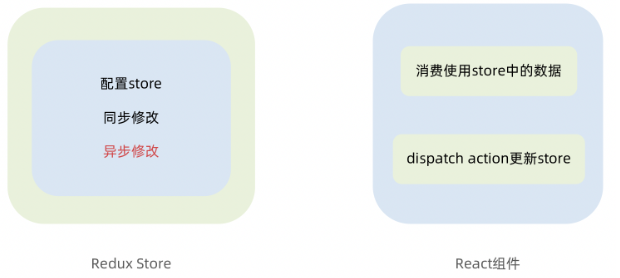 配置store
同步修改
异步修改
Redux Store
消费使用store中的数据
dispatch action更新store
React组件